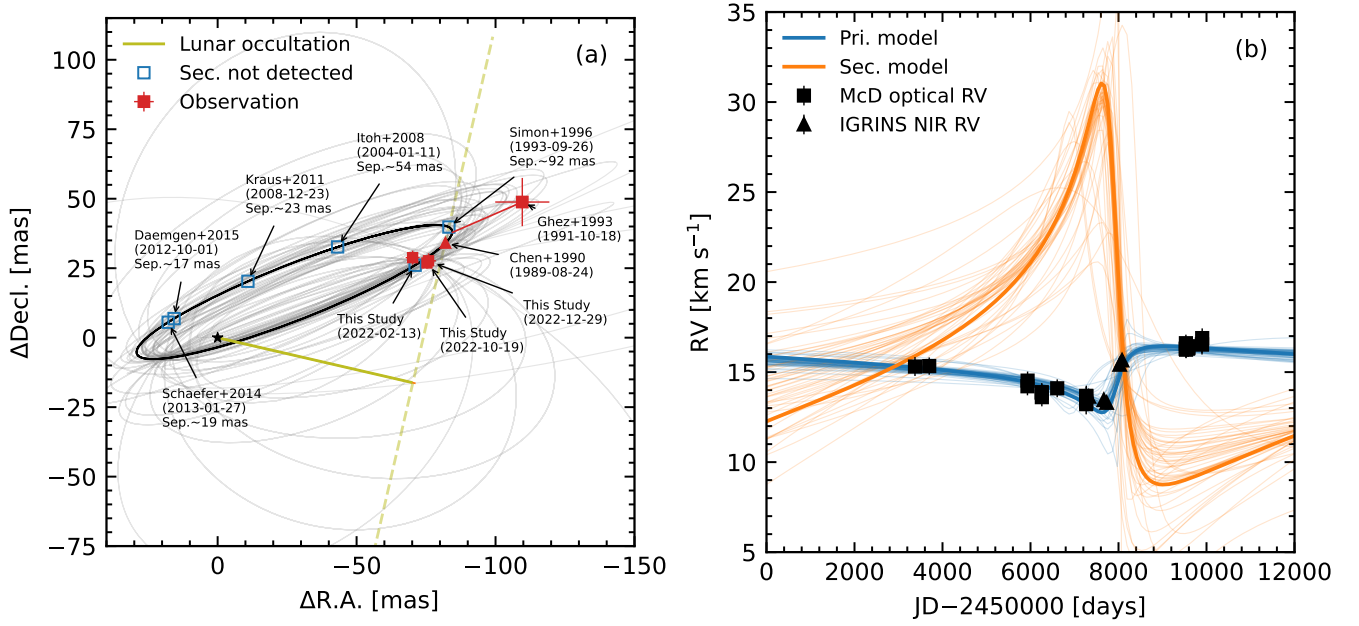 Lunar occultation
Sec. not detected
Observation
(a)
Itoh+2008
(2004-01-11)
Sep.~54 mas
Simon+1996
(1993-09-26)
Sep.~92 mas
Kraus+2011
(2008-12-23)
Sep.~23 mas
Daemgen+2015
(2012-10-01)
Sep.~17 mas
Ghez+1993
(1991-10-18)
Chen+1990
(1989-08-24)
This Study
(2022-12-29)
This Study
(2022-02-13)
This Study
(2022-10-19)
Schaefer+2014
(2013-01-27)
Sep.~19 mas
100
75
50
25
0
−25
−50
−75
ΔDecl. [mas]
0
−50
−100
−150
ΔR.A. [mas]
Pri. model
Sec. model
McD optical RV
IGRINS NIR RV
(b)
35
30
25
20
15
10
5
RV [km s⁻¹]
0
2000
4000
6000
8000
10000
12000
JD−2450000 [days]